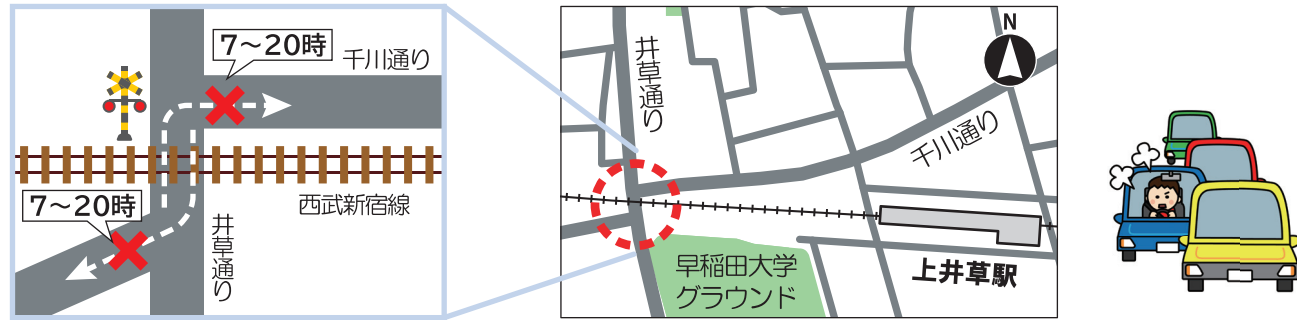 7～20時
千川通り
西武新宿線
7～20時
井草通り
井草通り
N
千川通り
上井草駅
早稲田大学
グラウンド